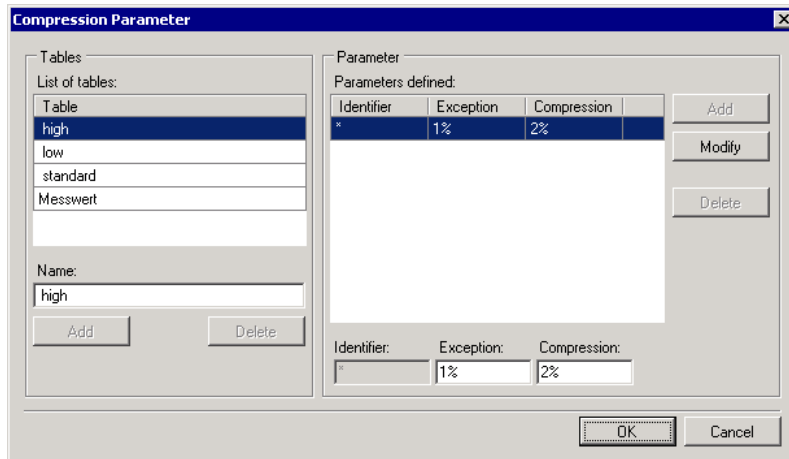 Compression Parameter
Tables
List of tables:
Table
high
low
standard
Messwert
Name:
high
Add Delete
Parameter
Parameters defined:
Identifier Exception Compression
* 1% 2%
Add
Modify
Delete
Identifier: Exception: Compression:
* 1% 2%
OK Cancel